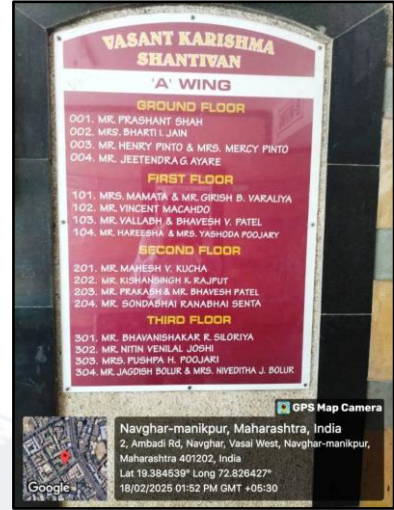 VASANT KARISHMA
SHANTIVAN
'A' WING
GROUND FLOOR
001. MR. PRASHANT SHAH
002. MRS. BHARTI I. JAIN
003. MR. HENRY PINTO & MRS. MERCY PINTO
004. MR. JEETENDRA G. AYARE
FIRST FLOOR
101. MRS. MAMATA & MR. GIRISH B. VARALIYA
102. MR. VINCENT MACAHDO
103. MR. VALLABH & BHAVESH V. PATEL
104. MR. HAREESHA & MRS. YASHODA POOJARY
SECOND FLOOR
201. MR. MAHESH V. KUCHA
202. MR. KISHANSINGH K. RAJPUT
203. MR. PRAKASH & MR. BHAVESH PATEL
204. MR. SONDABHAI RANABHAI SENTA
THIRD FLOOR
301. MR. BHAVANISHAKAR R. SILORIYA
302. MR. NITIN VENILAL JOSHI
303. MRS. PUSHPA H. POOJARI
304. MR. JAGDISH BOLUR & MRS. NIVEDITHA J. BOLUR
GPS Map Camera
Navghar-manikpur, Maharashtra, India
2, Ambadi Rd, Navghar, Vasai West, Navghar-manikpur,
Maharashtra 401202, India
Lat 19.384539° Long 72.826427°
18/02/2025 01:52 PM GMT +05:30
Google